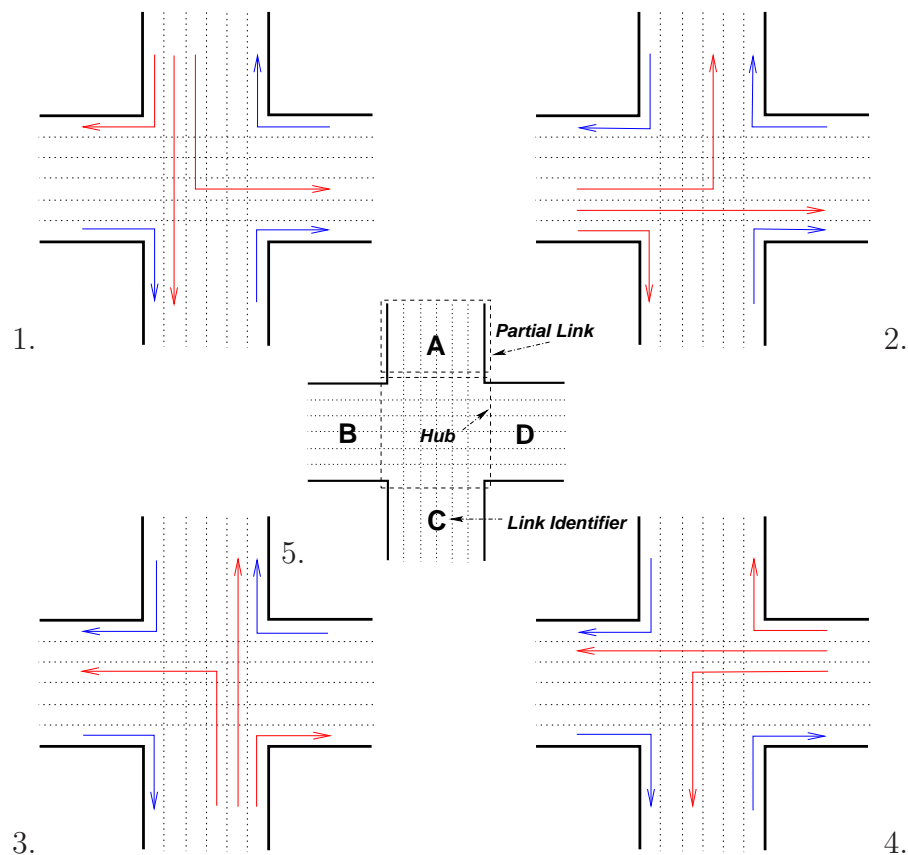 1.
2.
A
Partial Link
B
Hub
D
C
Link Identifier
5.
3.
4.